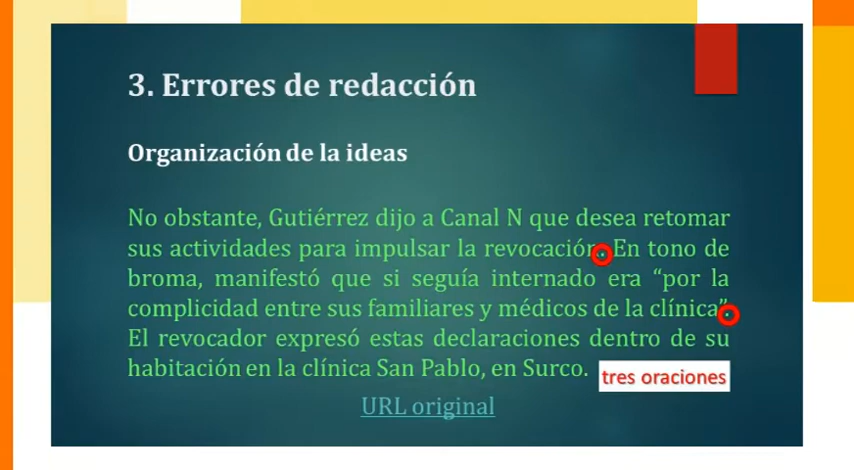 3. Errores de redacción
Organización de la ideas
No obstante, Gutiérrez dijo a Canal N que desea retomar
sus actividades para impulsar la revocación. En tono de
broma, manifestó que si seguía internado era “por la
complicidad entre sus familiares y médicos de la clínica”.
El revocador expresó estas declaraciones dentro de su
habitación en la clínica San Pablo, en Surco.
tres oraciones
URL original